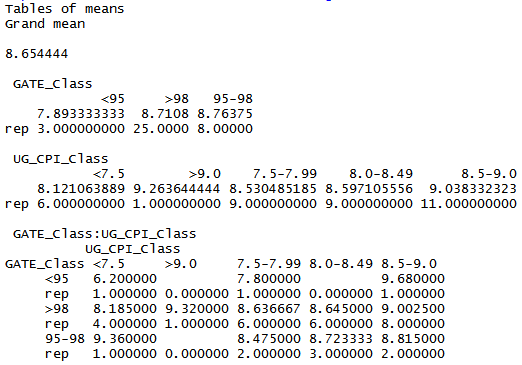 Tables of means
Grand mean
8.654444
GATE_Class
<95 >98 95-98
7.893333333 8.7108 8.76375
rep 3.000000000 25.0000 8.00000
UG_CPI_Class
<7.5 >9.0 7.5-7.99 8.0-8.49 8.5-9.0
8.121063889 9.263644444 8.530485185 8.597105556 9.038332323
rep 6.000000000 1.000000000 9.000000000 9.000000000 11.000000000
GATE_Class:UG_CPI_Class
UG_CPI_Class
GATE_Class <7.5 >9.0 7.5-7.99 8.0-8.49 8.5-9.0
<95 6.200000 7.800000 9.680000
rep 1.000000 0.000000 1.000000 0.000000 1.000000
>98 8.185000 9.320000 8.636667 8.645000 9.002500
rep 4.000000 1.000000 6.000000 6.000000 8.000000
95-98 9.360000 8.475000 8.723333 8.815000
rep 1.000000 0.000000 2.000000 3.000000 2.000000